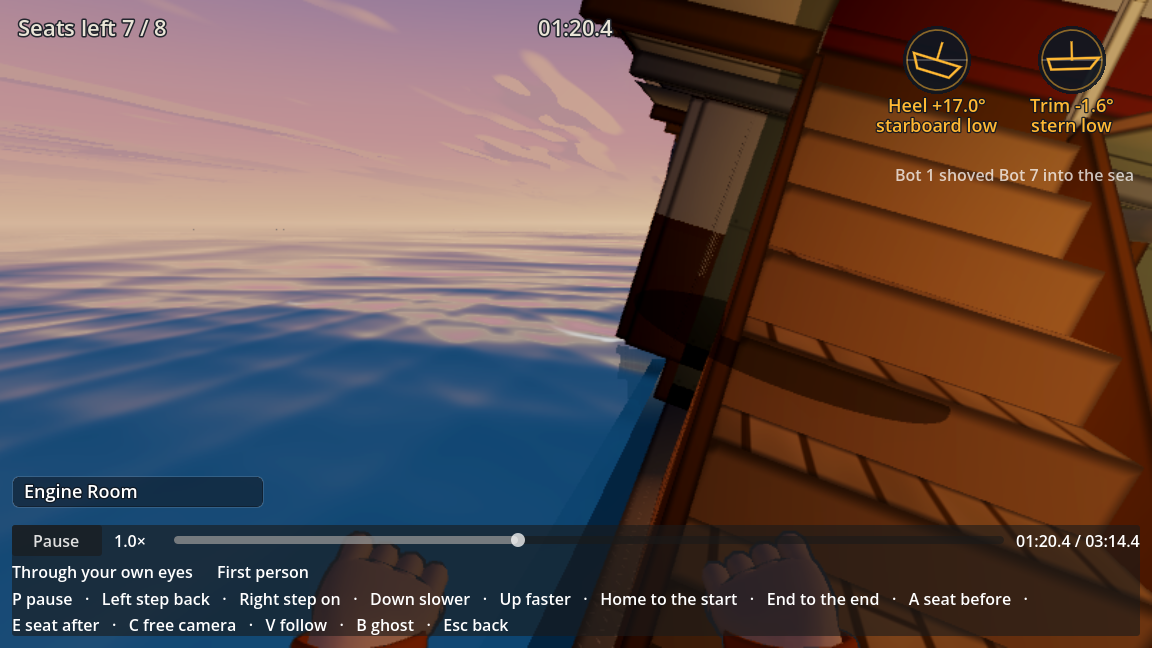 Seats left 7 / 8
01:20.4
Heel +17.0°
starboard low
Trim -1.6°
stern low
Bot 1 shoved Bot 7 into the sea
Engine Room
Pause
1.0×
01:20.4 / 03:14.4
Through your own eyes First person
P pause · Left step back · Right step on · Down slower · Up faster · Home to the start · End to the end · A seat before ·
E seat after · C free camera · V follow · B ghost · Esc back